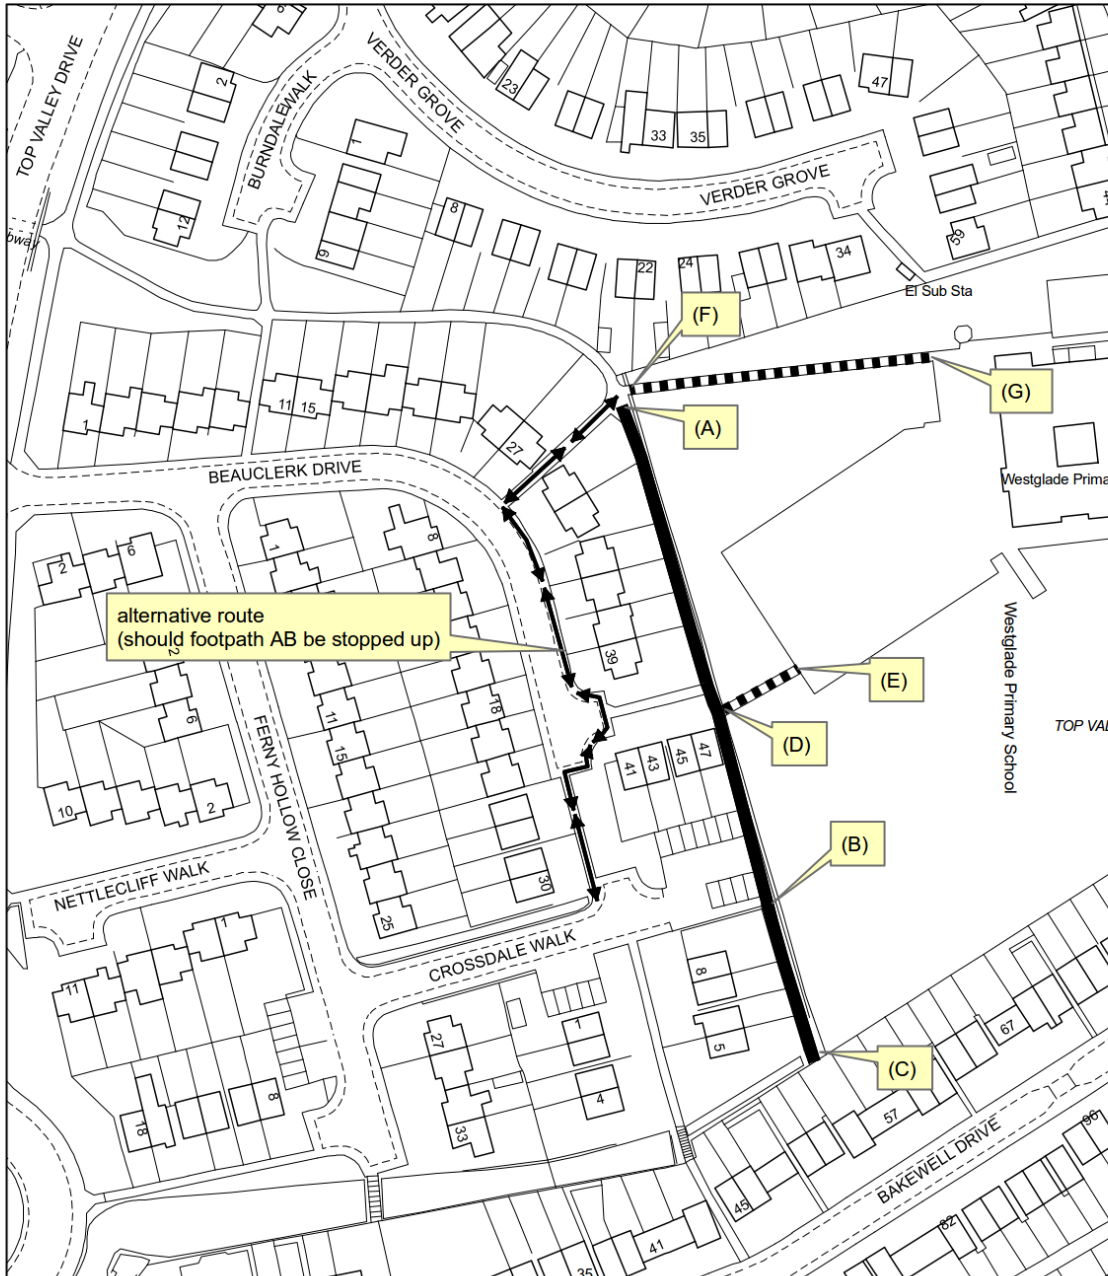 TOP VALLEY DRIVE
2
BURNDALE WALK
VERDER GROVE
23
33
35
47
1
12
9
8
VERDER GROVE
59
bway
22
24
34
El Sub Sta
(F)
(G)
(A)
1
11
15
27
Westglade Prima
BEAUCLERK DRIVE
2
6
1
8
alternative route
(should footpath AB be stopped up)
2
39
(E)
Westglade Primary School
6
11
18
(D)
TOP VAL
FERNY HOLLOW CLOSE
15
41
43
45
47
10
2
(B)
NETTLECLIFF WALK
30
25
1
CROSSDALE WALK
8
11
27
1
5
67
(C)
18
8
33
4
57
BAKEWELL DRIVE
96
45
82
41
35